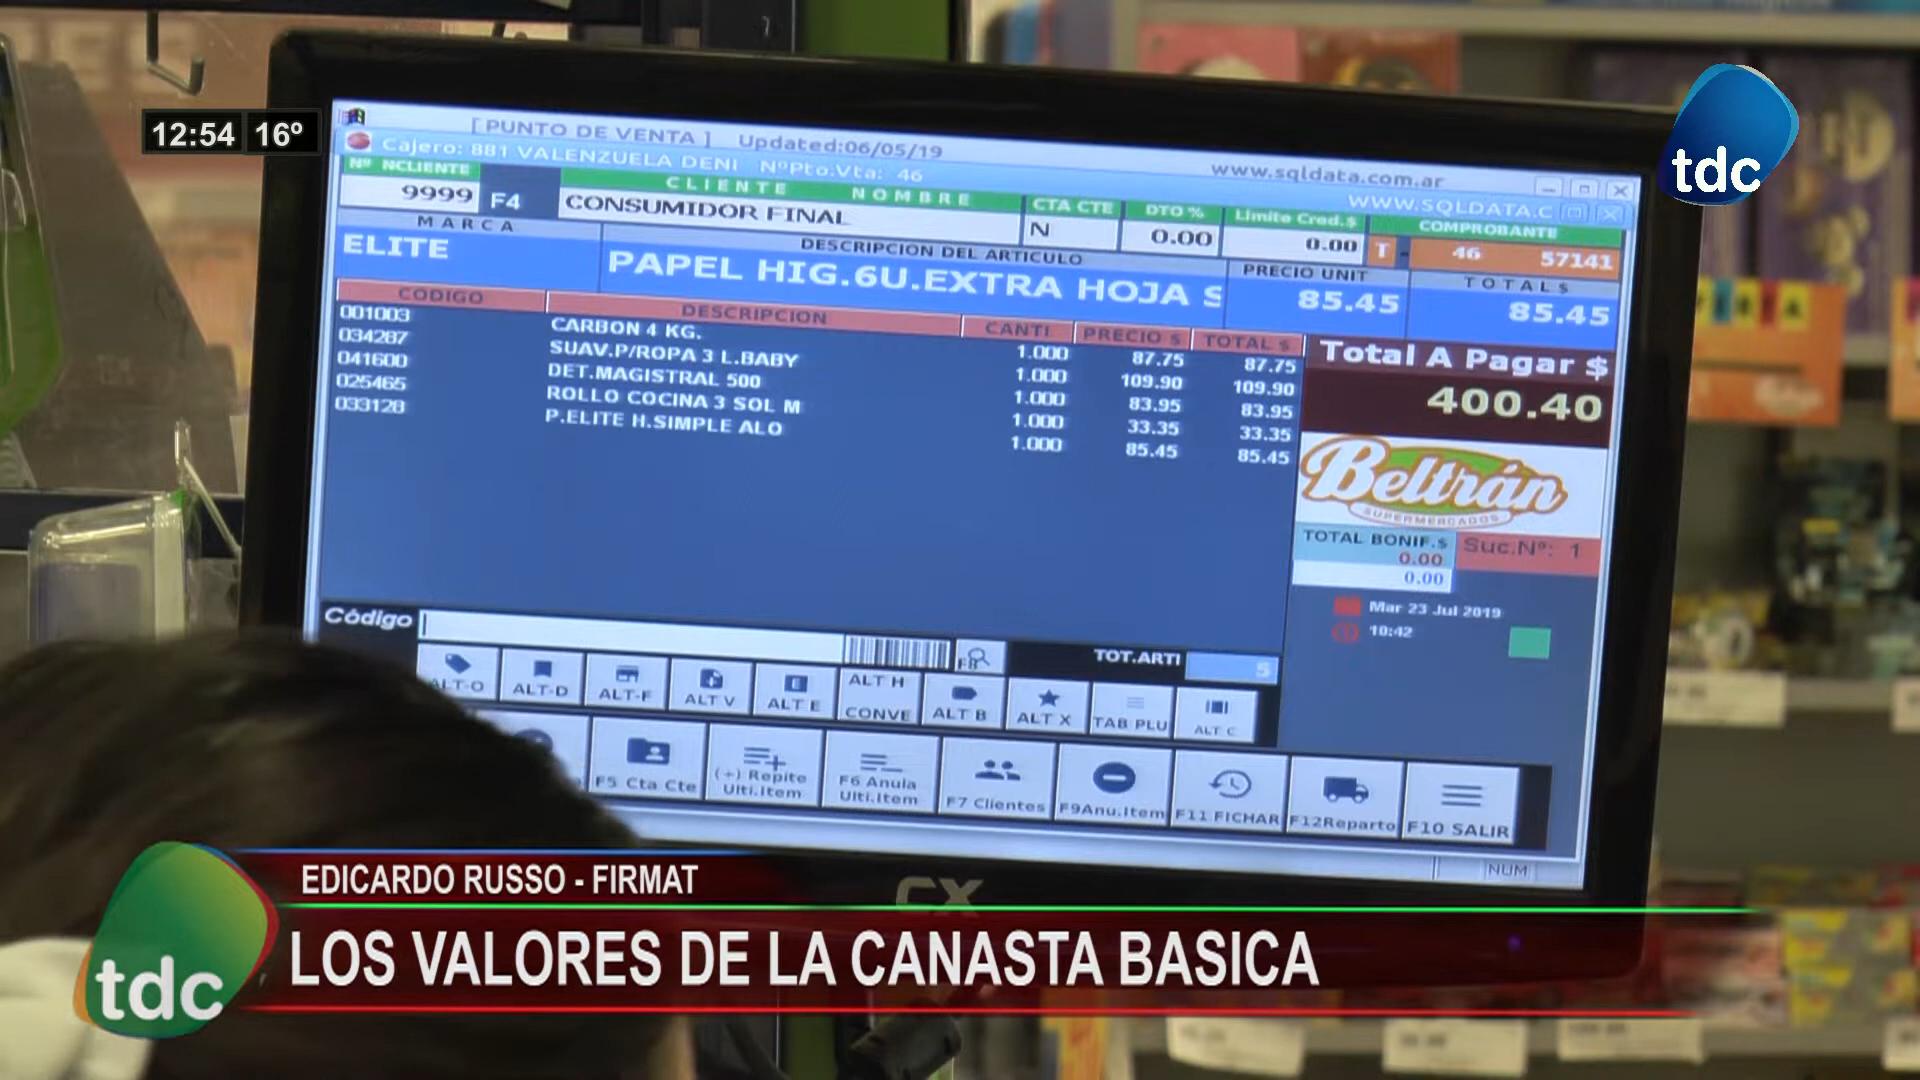 12:54 16º
tdc
[ PUNTO DE VENTA ] Updated:06/05/19
www.sqldata.com.ar
Cajero: 881 VALENZUELA DENI NºPto.Vta: 46
WWW.SQLDATA.C
Nº NCLIENTE
9999 F4
CLIENTE NOMBRE
CONSUMIDOR FINAL
CTA CTE
N
DTO %
0.00
Limite Cred.$
0.00
COMPROBANTE
T - 46 57141
MARCA
ELITE
DESCRIPCION DEL ARTICULO
PAPEL HIG.6U.EXTRA HOJA S
PRECIO UNIT
85.45
TOTAL$
85.45
CODIGO DESCRIPCION CANTI PRECIO $ TOTAL $
001003 CARBON 4 KG. 1.000 87.75 87.75
034287 SUAV.P/ROPA 3 L.BABY 1.000 109.90 109.90
041600 DET.MAGISTRAL 500 1.000 83.95 83.95
025465 ROLLO COCINA 3 SOL M 1.000 33.35 33.35
033128 P.ELITE H.SIMPLE ALO 1.000 85.45 85.45
Total A Pagar $
400.40
Beltrán
SUPERMERCADOS
TOTAL BONIF.$
0.00
0.00
Suc.Nº: 1
Mar 23 Jul 2019
10:42
Código
F8
TOT.ARTI 5
ALT-O ALT-D ALT-F ALT V ALT E ALT H CONVE ALT B ALT X TAB PLU ALT C
F5 Cta Cte
(+) Repite Ulti.Item
F6 Anula Ulti.Item
F7 Clientes
F9Anu.Item
F11 FICHAR
F12Reparto
F10 SALIR
NUM
CX
EDICARDO RUSSO - FIRMAT
LOS VALORES DE LA CANASTA BASICA
tdc